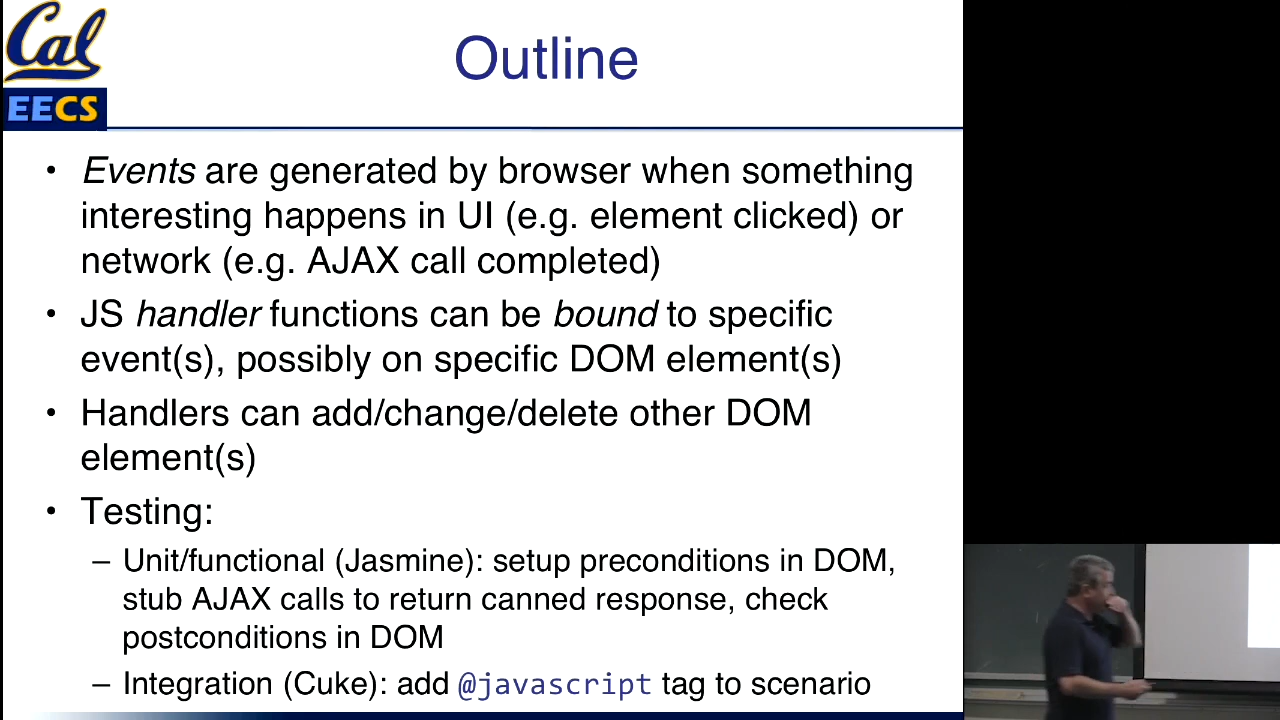 Cal
EECS
Outline
• Events are generated by browser when something
interesting happens in UI (e.g. element clicked) or
network (e.g. AJAX call completed)
• JS handler functions can be bound to specific
event(s), possibly on specific DOM element(s)
• Handlers can add/change/delete other DOM
element(s)
• Testing:
– Unit/functional (Jasmine): setup preconditions in DOM,
stub AJAX calls to return canned response, check
postconditions in DOM
– Integration (Cuke): add @javascript tag to scenario